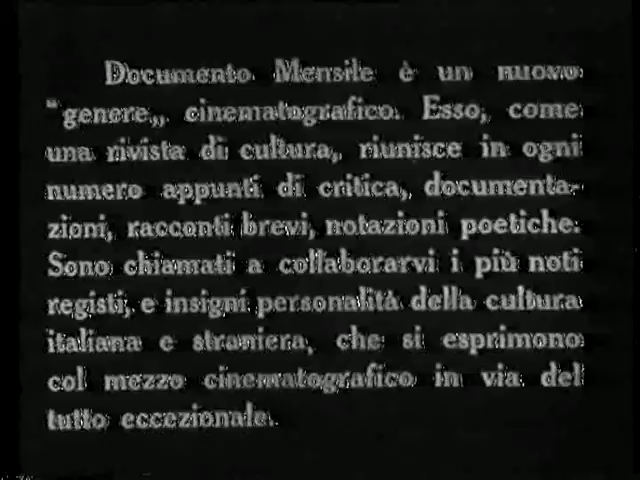 Documento Mensile è un nuovo
“genere„ cinematografico. Esso, come
una rivista di cultura, riunisce in ogni
numero appunti di critica, documenta-
zioni, racconti brevi, notazioni poetiche.
Sono chiamati a collaborarvi i più noti
registi, e insigni personalità della cultura
italiana e straniera, che si esprimono
col mezzo cinematografico in via del
tutto eccezionale.